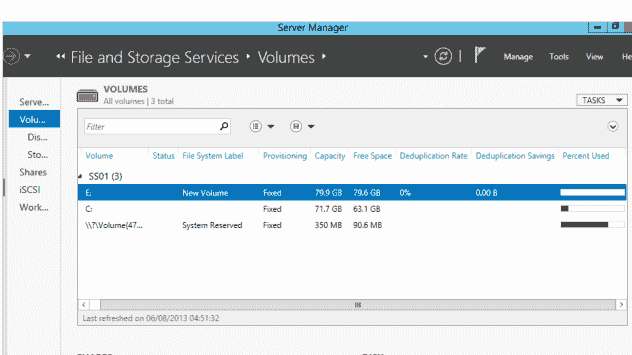 Server Manager
File and Storage Services Volumes
Manage Tools View He
Serve...
Volu...
Dis...
Sto...
Shares
iSCSI
Work...
VOLUMES
All volumes | 3 total
TASKS
Filter
Volume Status File System Label Provisioning Capacity Free Space Deduplication Rate Deduplication Savings Percent Used
SS01 (3)
E: New Volume Fixed 79.9 GB 79.6 GB 0% 0.00 B
C: Fixed 71.7 GB 63.1 GB
\\?\Volume{47... System Reserved Fixed 350 MB 90.6 MB
Last refreshed on 06/08/2013 04:51:32